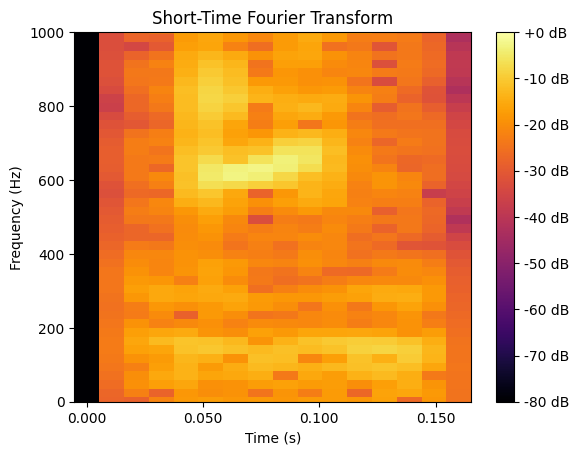 Short-Time Fourier Transform
1000
800
600
400
200
0
Frequency (Hz)
0.000
0.050
0.100
0.150
Time (s)
+0 dB
-10 dB
-20 dB
-30 dB
-40 dB
-50 dB
-60 dB
-70 dB
-80 dB